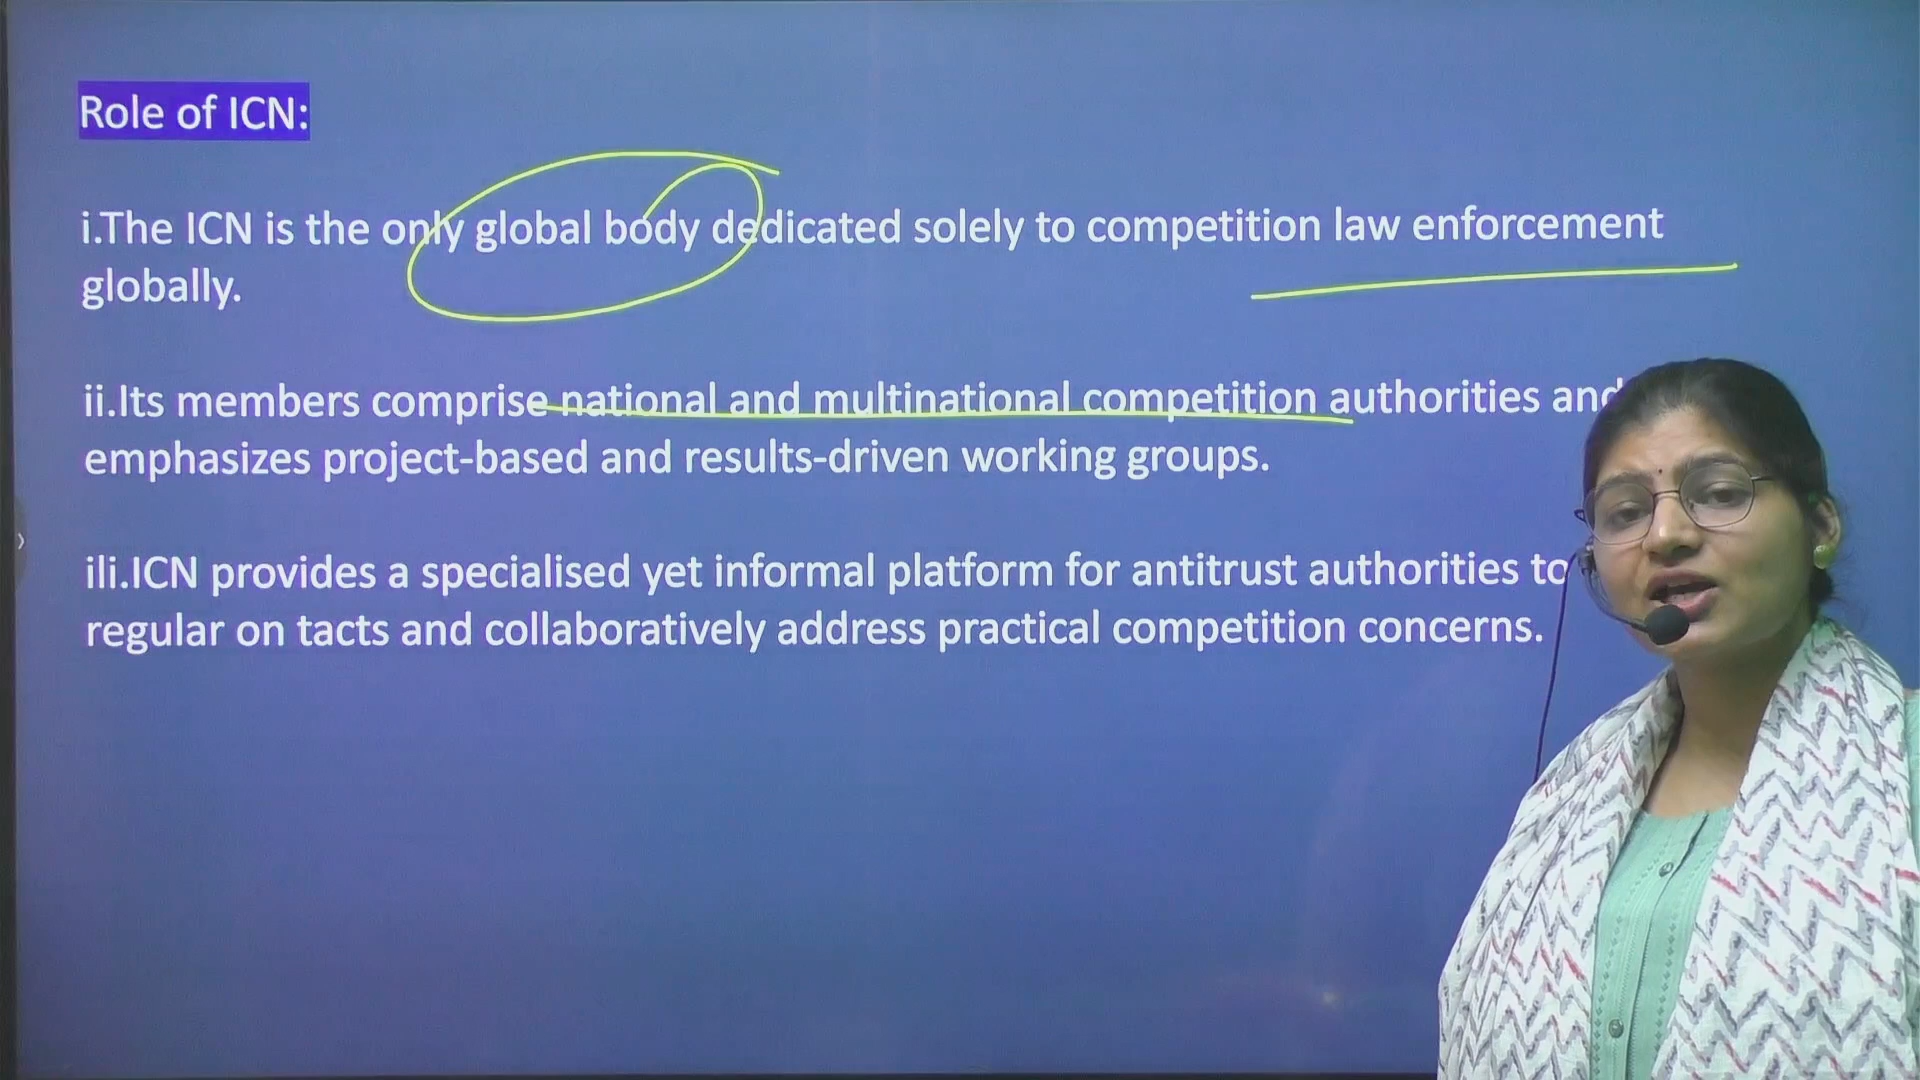 Role of ICN:
i.The ICN is the only global body dedicated solely to competition law enforcement
globally.
ii.Its members comprise national and multinational competition authorities and
emphasizes project-based and results-driven working groups.
ili.ICN provides a specialised yet informal platform for antitrust authorities to
regular on tacts and collaboratively address practical competition concerns.